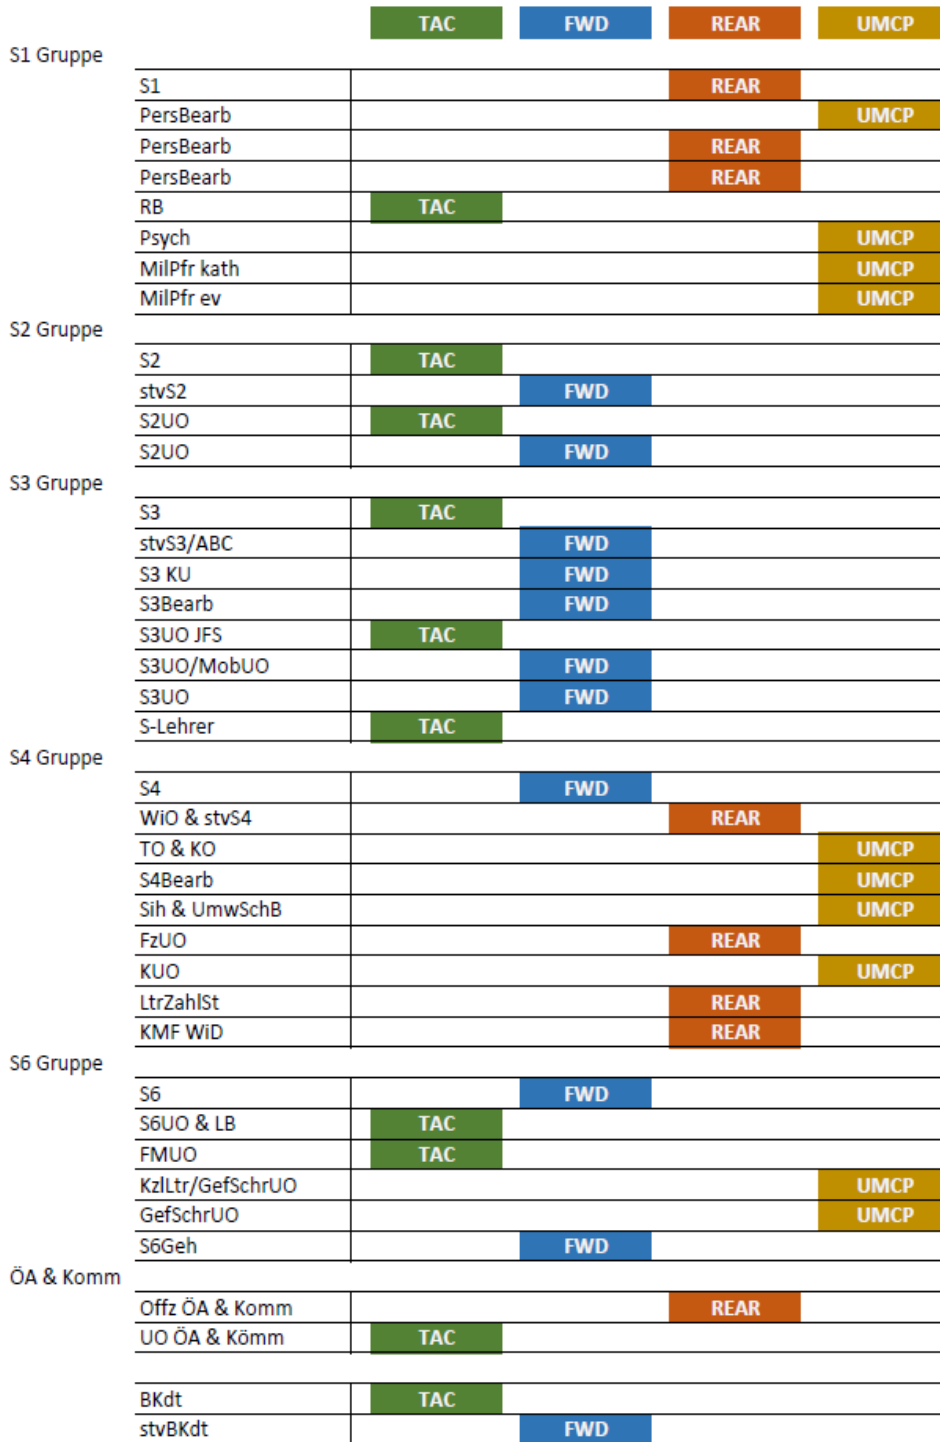 TAC FWD REAR UMCP
S1 Gruppe
S1 REAR
PersBearb UMCP
PersBearb REAR
PersBearb REAR
RB TAC
Psych UMCP
MilPfr kath UMCP
MilPfr ev UMCP
S2 Gruppe
S2 TAC
stvS2 FWD
S2UO TAC
S2UO FWD
S3 Gruppe
S3 TAC
stvS3/ABC FWD
S3 KU FWD
S3Bearb FWD
S3UO JFS TAC
S3UO/MobUO FWD
S3UO FWD
S-Lehrer TAC
S4 Gruppe
S4 FWD
WiO & stvS4 REAR
TO & KO UMCP
S4Bearb UMCP
Sih & UmwSchB UMCP
FzUO REAR
KUO UMCP
LtrZahlSt REAR
KMF WiD REAR
S6 Gruppe
S6 FWD
S6UO & LB TAC
FMUO TAC
KzlLtr/GefSchrUO UMCP
GefSchrUO UMCP
S6Geh FWD
ÖA & Komm
Offz ÖA & Komm REAR
UO ÖA & Kömm TAC
BKdt TAC
stvBKdt FWD